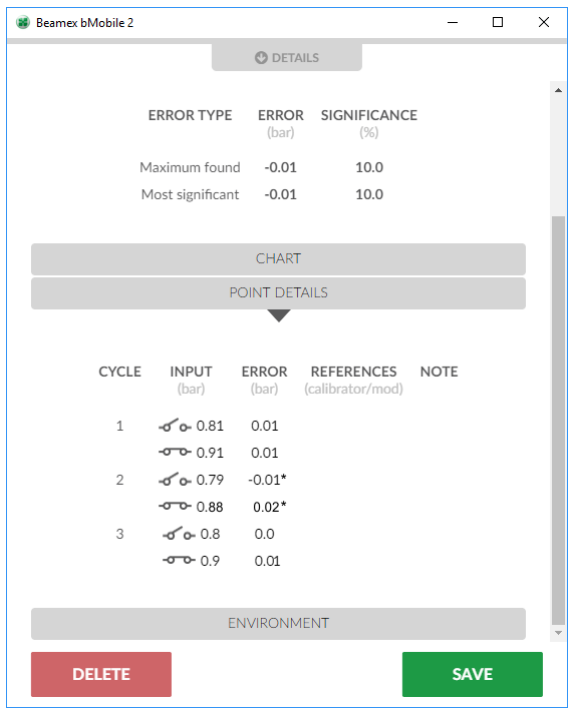 Beamex bMobile 2
DETAILS
ERROR TYPE ERROR SIGNIFICANCE
(bar) (%)
Maximum found -0.01 10.0
Most significant -0.01 10.0
CHART
POINT DETAILS
CYCLE INPUT ERROR REFERENCES NOTE
(bar) (bar) (calibrator/mod)
1 0.81 0.01
0.91 0.01
2 0.79 -0.01*
0.88 0.02*
3 0.8 0.0
0.9 0.01
ENVIRONMENT
DELETE SAVE